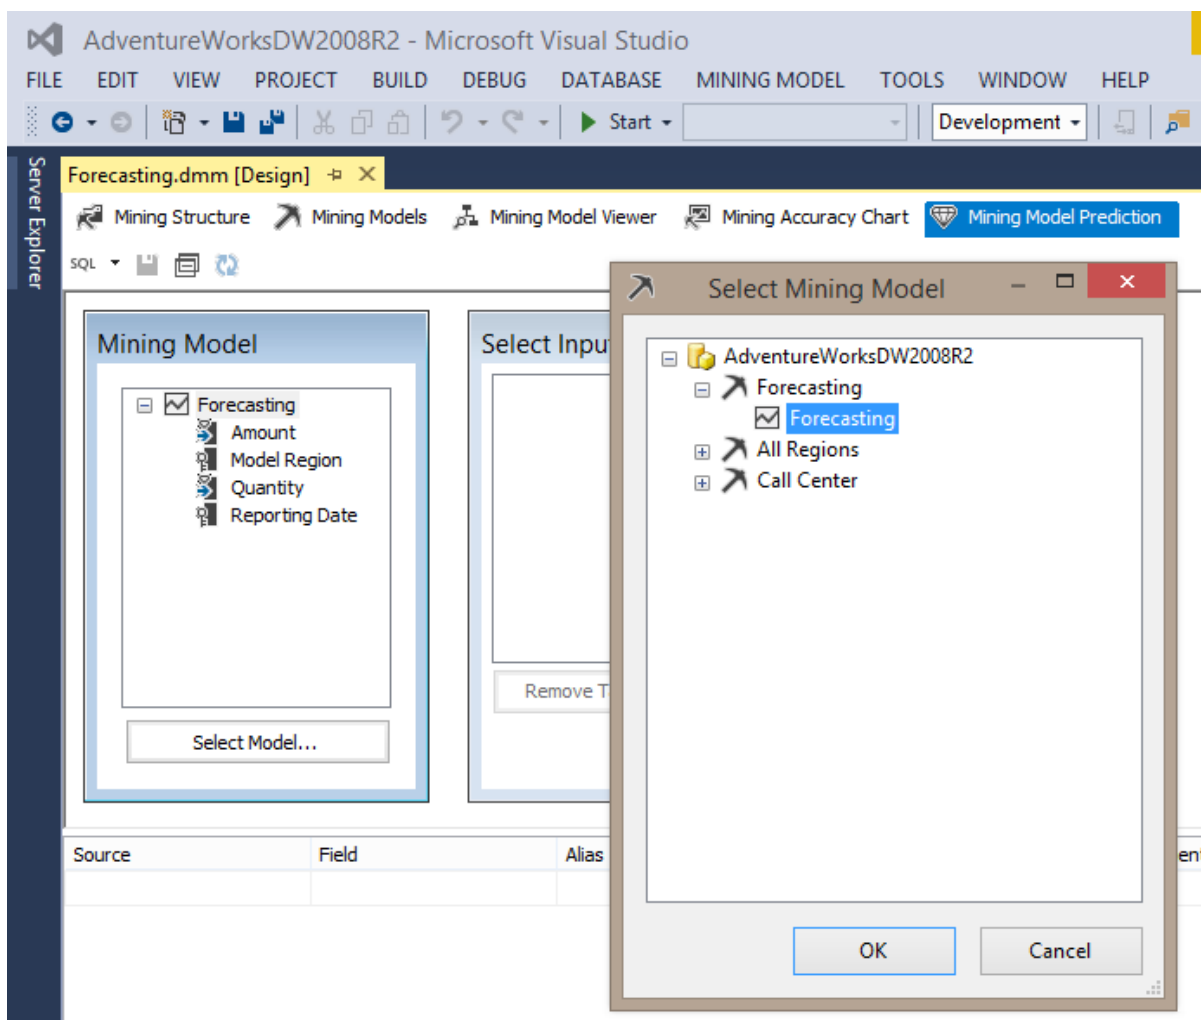 AdventureWorksDW2008R2 - Microsoft Visual Studio
FILE EDIT VIEW PROJECT BUILD DEBUG DATABASE MINING MODEL TOOLS WINDOW HELP
Start Development
Server Explorer
Forecasting.dmm [Design]
Mining Structure Mining Models Mining Model Viewer Mining Accuracy Chart Mining Model Prediction
SQL
Mining Model
Forecasting
Amount
Model Region
Quantity
Reporting Date
Select Model...
Select Inpu
Remove T
Select Mining Model
AdventureWorksDW2008R2
Forecasting
Forecasting
All Regions
Call Center
OK Cancel
Source Field Alias